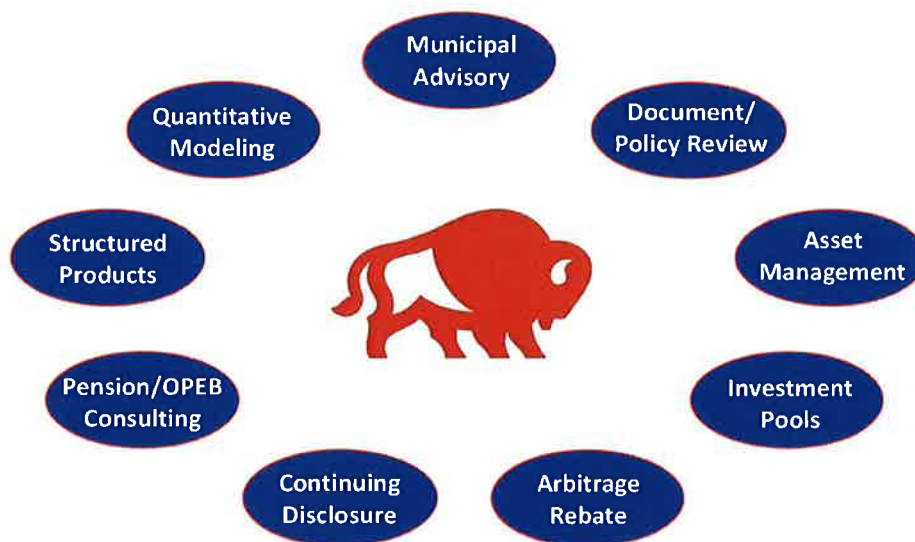 Municipal
Advisory
Document/
Policy Review
Asset
Management
Investment
Pools
Arbitrage
Rebate
Continuing
Disclosure
Pension/OPEB
Consulting
Structured
Products
Quantitative
Modeling